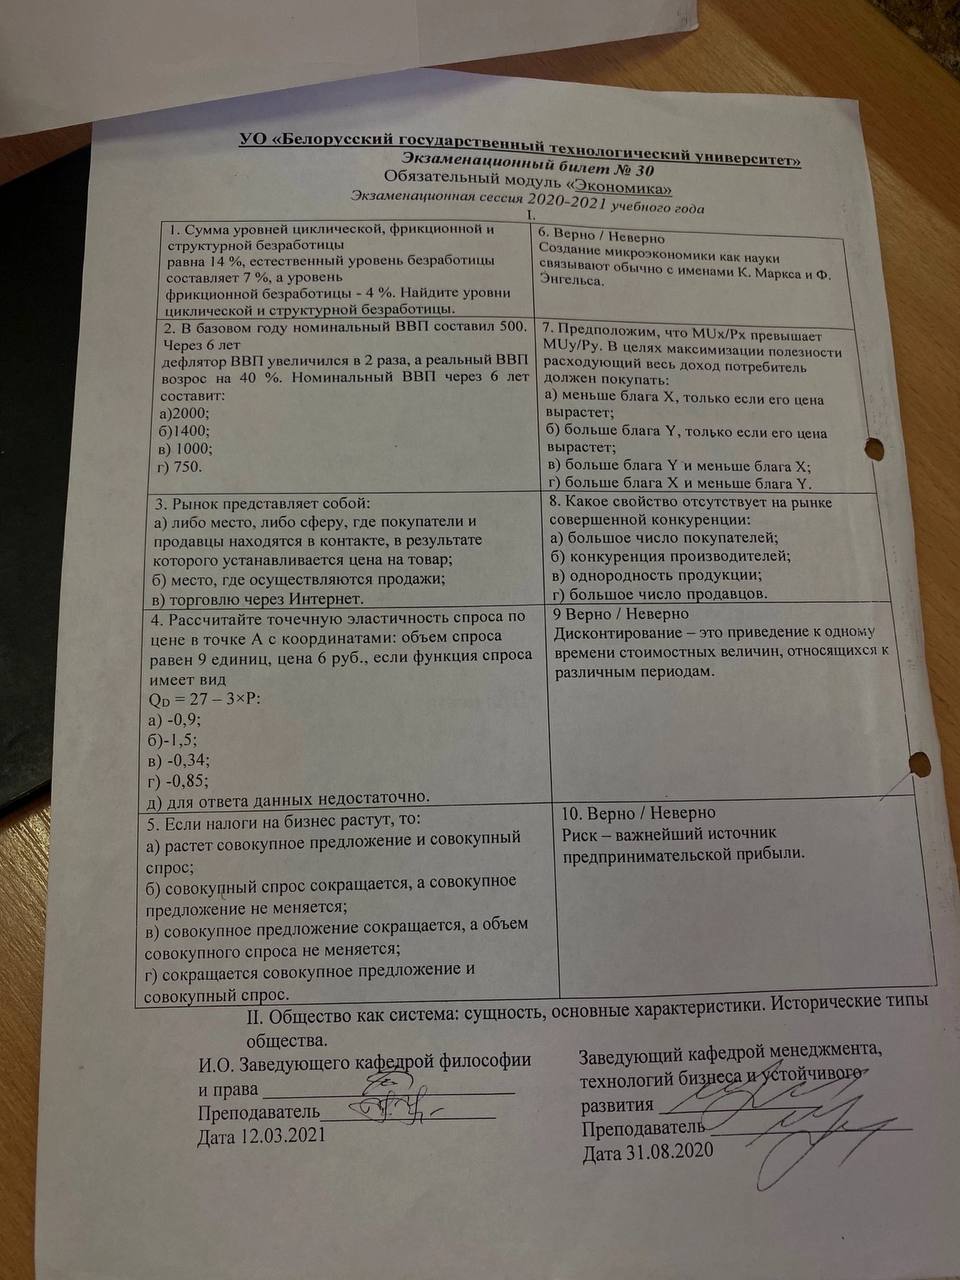 УО «Белорусский государственный технологический университет»
Экзаменационный билет № 30
Обязательный модуль «Экономика»
Экзаменационная сессия 2020-2021 учебного года
I.
1. Сумма уровней циклической, фрикционной и
структурной безработицы
равна 14 %, естественный уровень безработицы
составляет 7 %, а уровень
фрикционной безработицы - 4 %. Найдите уровни
циклической и структурной безработицы.
6. Верно / Неверно
Создание микроэкономики как науки
связывают обычно с именами К. Маркса и Ф.
Энгельса.
2. В базовом году номинальный ВВП составил 500.
Через 6 лет
дефлятор ВВП увеличился в 2 раза, а реальный ВВП
возрос на 40 %. Номинальный ВВП через 6 лет
составит:
а)2000;
б)1400;
в) 1000;
г) 750.
7. Предположим, что MUx/Px превышает
MUy/Py. В целях максимизации полезности
расходующий весь доход потребитель
должен покупать:
а) меньше блага X, только если его цена
вырастет;
б) больше блага Y, только если его цена
вырастет;
в) больше блага Y и меньше блага X;
г) больше блага X и меньше блага Y.
3. Рынок представляет собой:
а) либо место, либо сферу, где покупатели и
продавцы находятся в контакте, в результате
которого устанавливается цена на товар;
б) место, где осуществляются продажи;
в) торговлю через Интернет.
8. Какое свойство отсутствует на рынке
совершенной конкуренции:
а) большое число покупателей;
б) конкуренция производителей;
в) однородность продукции;
г) большое число продавцов.
4. Рассчитайте точечную эластичность спроса по
цене в точке А с координатами: объем спроса
равен 9 единиц, цена 6 руб., если функция спроса
имеет вид
QD = 27 – 3×P:
а) -0,9;
б)-1,5;
в) -0,34;
г) -0,85;
д) для ответа данных недостаточно.
9 Верно / Неверно
Дисконтирование – это приведение к одному
времени стоимостных величин, относящихся к
различным периодам.
5. Если налоги на бизнес растут, то:
а) растет совокупное предложение и совокупный
спрос;
б) совокупный спрос сокращается, а совокупное
предложение не меняется;
в) совокупное предложение сокращается, а объем
совокупного спроса не меняется;
г) сокращается совокупное предложение и
совокупный спрос.
10. Верно / Неверно
Риск – важнейший источник
предпринимательской прибыли.
II. Общество как система: сущность, основные характеристики. Исторические типы
общества.
И.О. Заведующего кафедрой философии
и права
Преподаватель
Дата 12.03.2021
Заведующий кафедрой менеджмента,
технологий бизнеса и устойчивого
развития
Преподаватель
Дата 31.08.2020